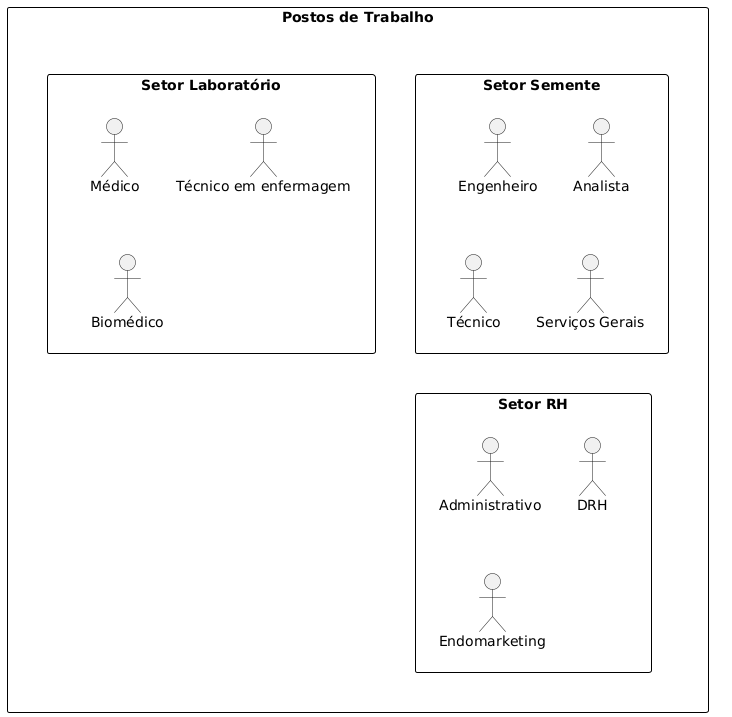 Postos de Trabalho
Setor Laboratório
Médico
Técnico em enfermagem
Biomédico
Setor Semente
Engenheiro
Analista
Técnico
Serviços Gerais
Setor RH
Administrativo
DRH
Endomarketing